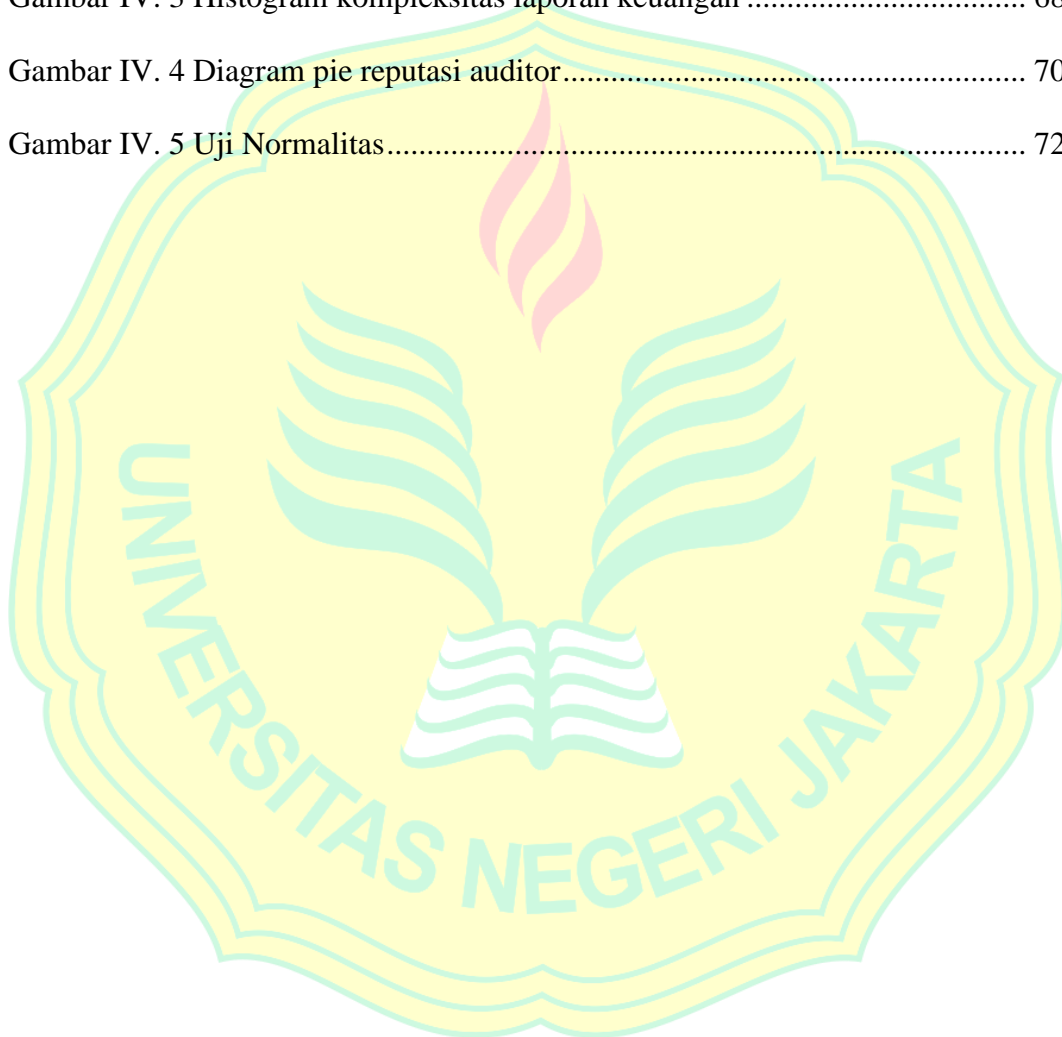 Gambar IV. 3 Histogram kompleksitas laporan keuangan ................................. 68
Gambar IV. 4 Diagram pie reputasi auditor....................................................... 70
Gambar IV. 5 Uji Normalitas............................................................................ 72
UNIVERSITAS NEGERI JAKARTA